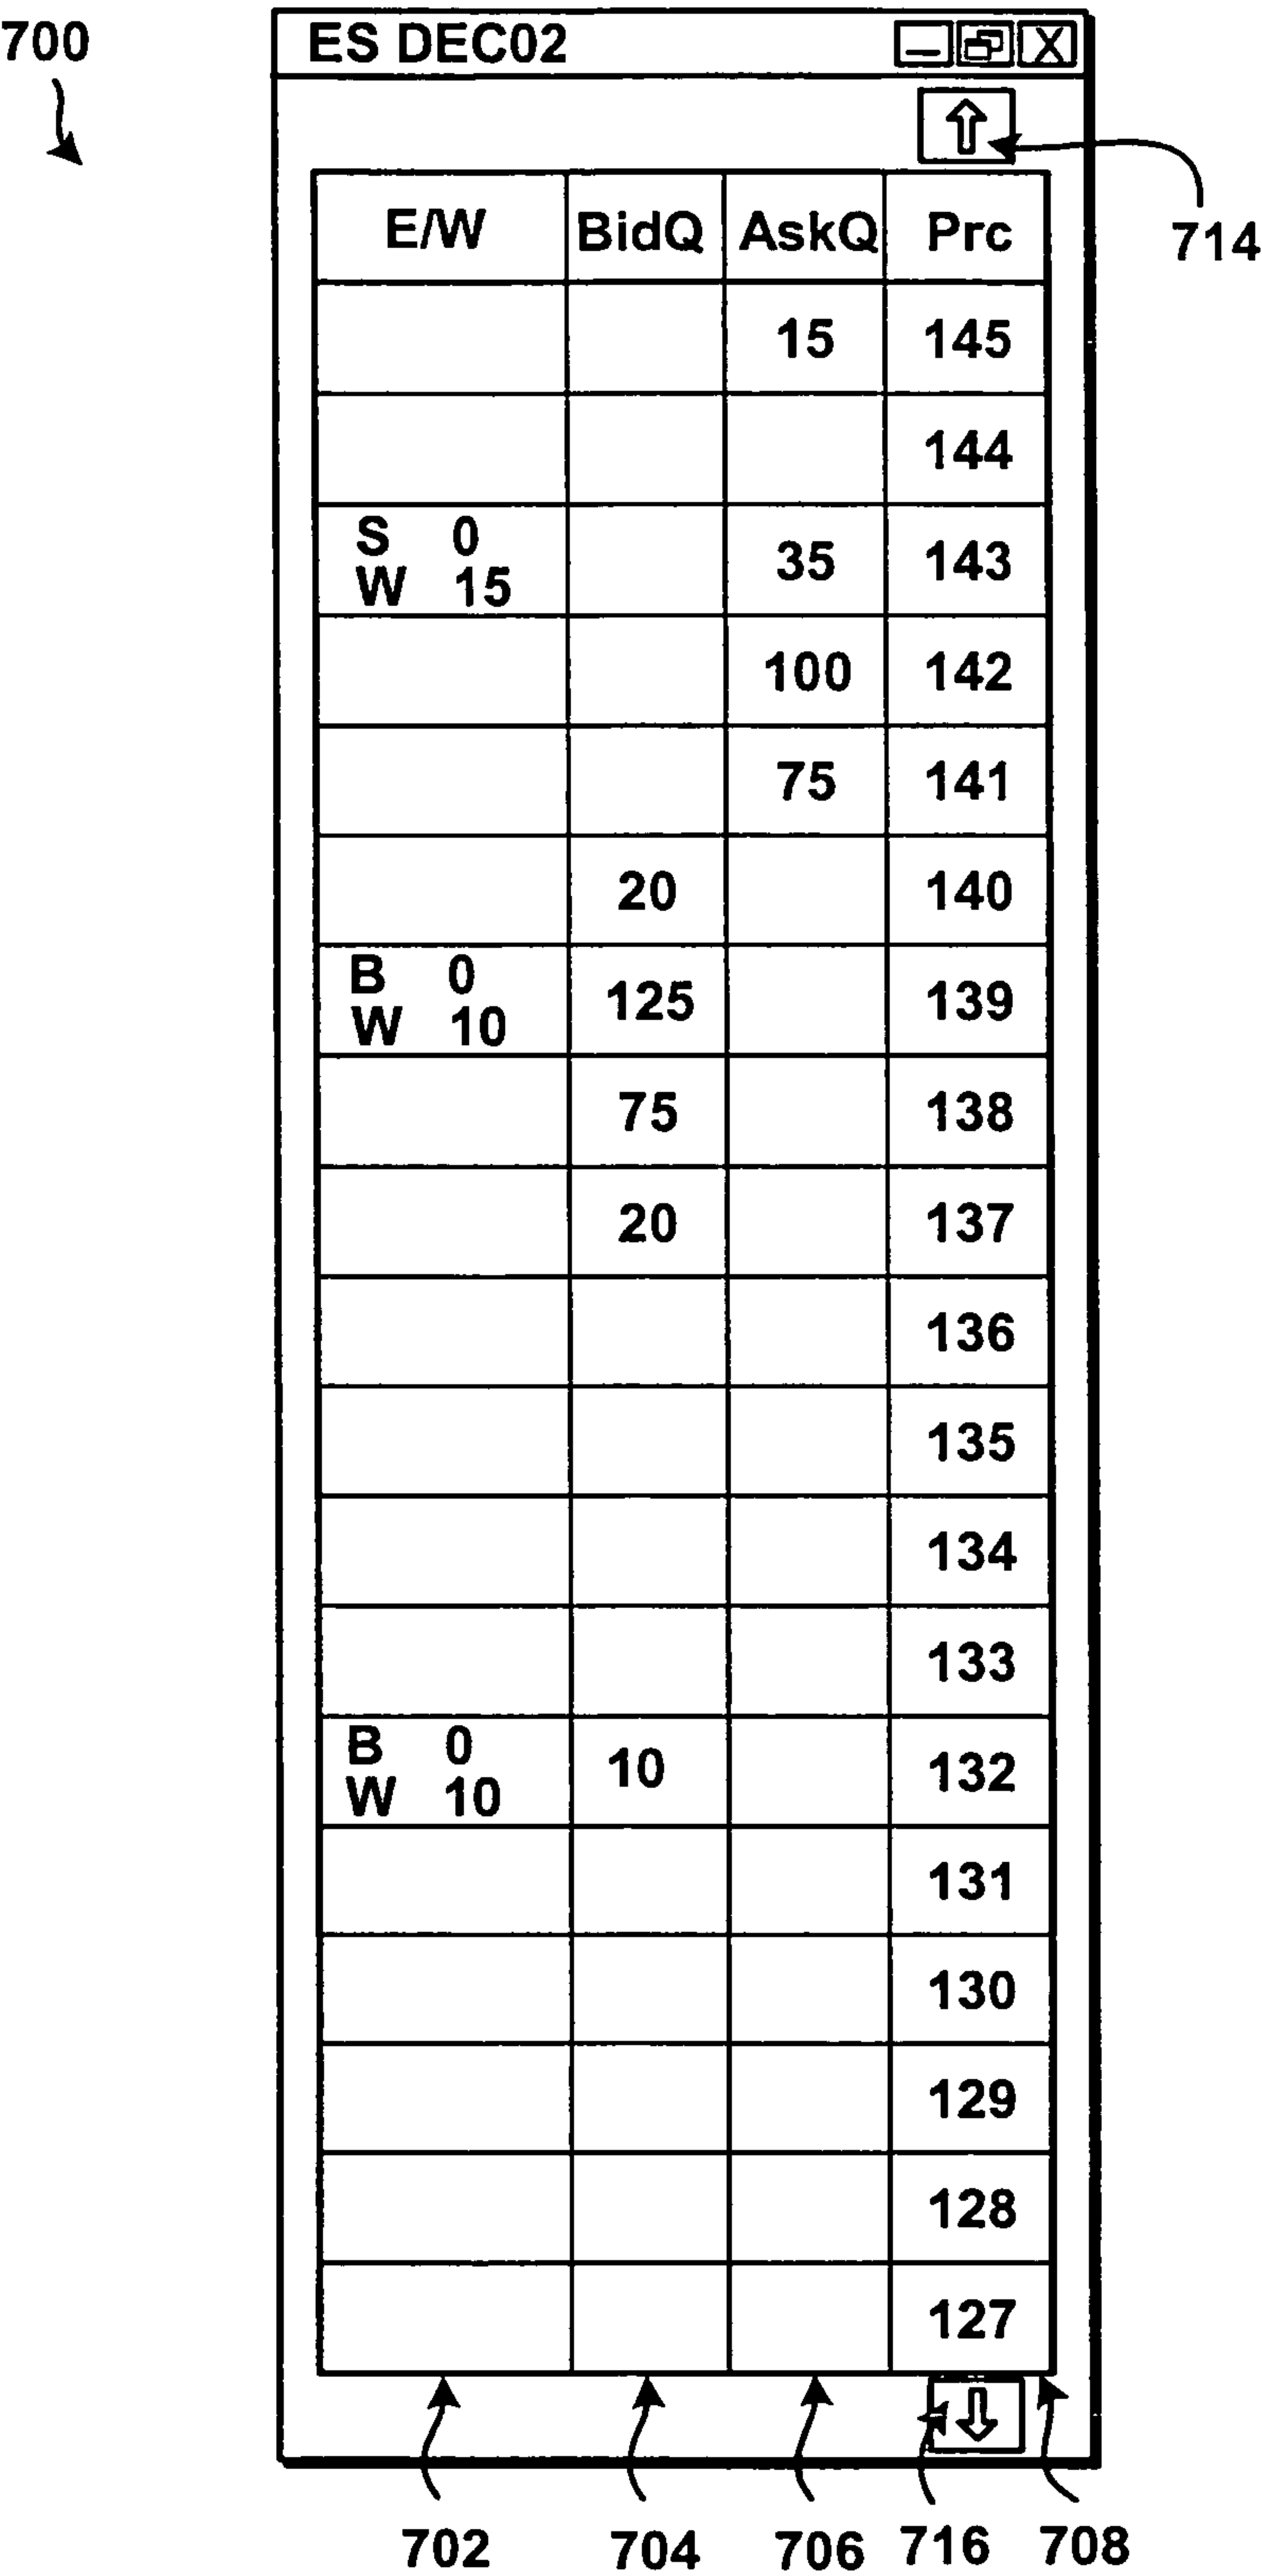 700
ES DEC02
714
E/W BidQ AskQ Prc
15 145
144
S 0
W 15
35 143
100 142
75 141
20 140
B 0
W 10
125 139
75 138
20 137
136
135
134
133
B 0
W 10
10 132
131
130
129
128
127
702 704 706 716 708